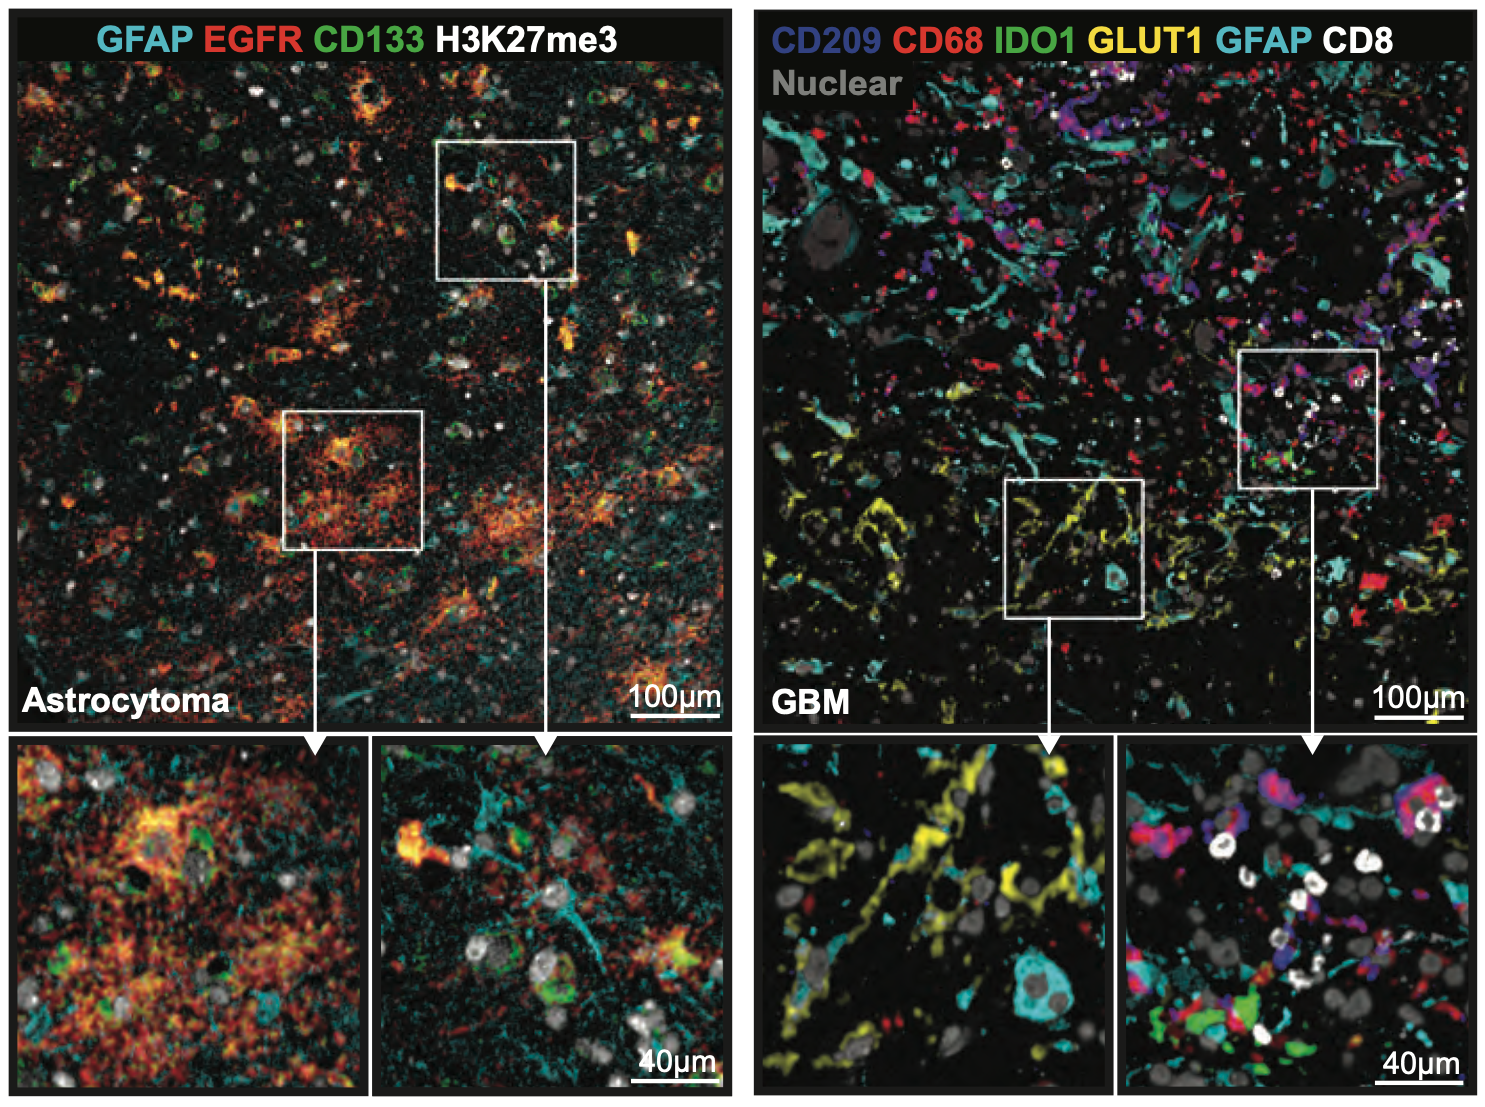 GFAP EGFR CD133 H3K27me3
Astrocytoma
100µm
40µm
CD209 CD68 IDO1 GLUT1 GFAP CD8
Nuclear
GBM
100µm
40µm